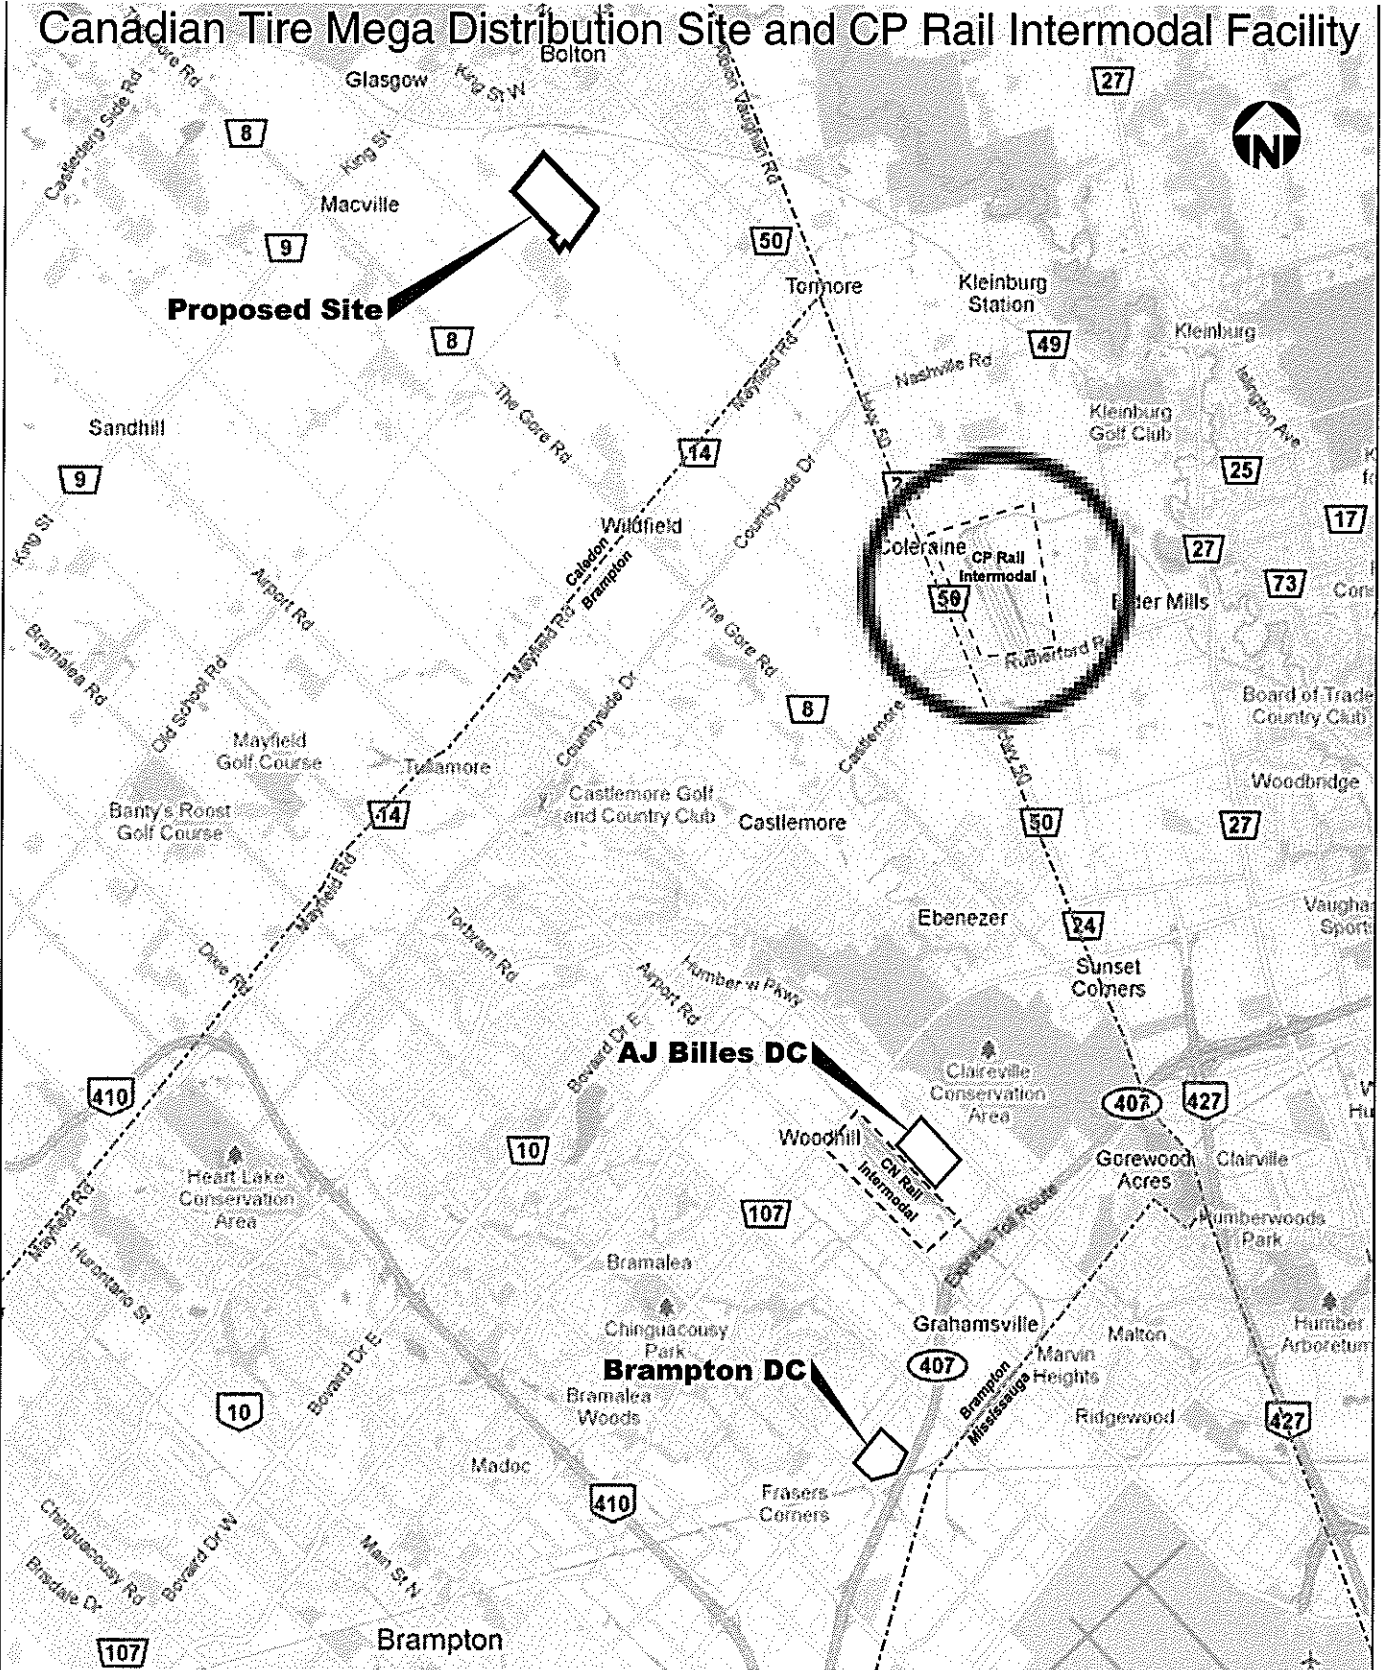 Canadian Tire Mega Distribution Site and CP Rail Intermodal Facility
Bolton
Glasgow
King St W
Gore Rd
Castlederg Side Rd
Albion Vaughan Rd
27
8
King St
N
Macville
9
50
Proposed Site
Tormore
Kleinburg
Station
8
49
Kleinburg
Nashville Rd
Mayfield Rd
Islington Ave
The Gore Rd
Hwy 50
Kleinburg
Golf Club
Sandhill
14
25
9
Countryside Dr
17
King St
Wildfield
Coleraine
CP Rail
Intermodal
27
Caledon
Brampton
73
Airport Rd
50
Mills
Mayfield Rd
The Gore Rd
Rutherford
Bramalea Rd
Old School Rd
Countryside Dr
8
Castlemore
Board of Trade
Country Club
Mayfield
Golf Course
Tullamore
Hwy 50
Woodbridge
Banty's Roost
Golf Course
14
Castlemore Golf
and Country Club
Castlemore
50
27
Mayfield Rd
Torbram Rd
Ebenezer
24
Dixie Rd
Airport Rd
Humber w Pkwy
Sunset
Corners
Bovaird Dr E
AJ Billes DC
Claireville
Conservation
Area
410
407
427
10
Woodhill
CN Rail
Intermodal
Gorewood
Acres
Clairville
Heart Lake
Conservation
Area
Mayfield Rd
107
Express Toll Route
Humberwoods
Park
Hurontario St
Bramalea
Chinguacousy
Park
Grahamsville
Malton
Humber
Arboretum
Bovaird Dr E
Brampton DC
407
Marvin
Heights
Brampton
Mississauga
Bramalea
Woods
10
Ridgewood
427
Madoc
410
Frasers
Corners
Chinguacousy Rd
Bovaird Dr W
Main St N
Brisdale Dr
Brampton
107